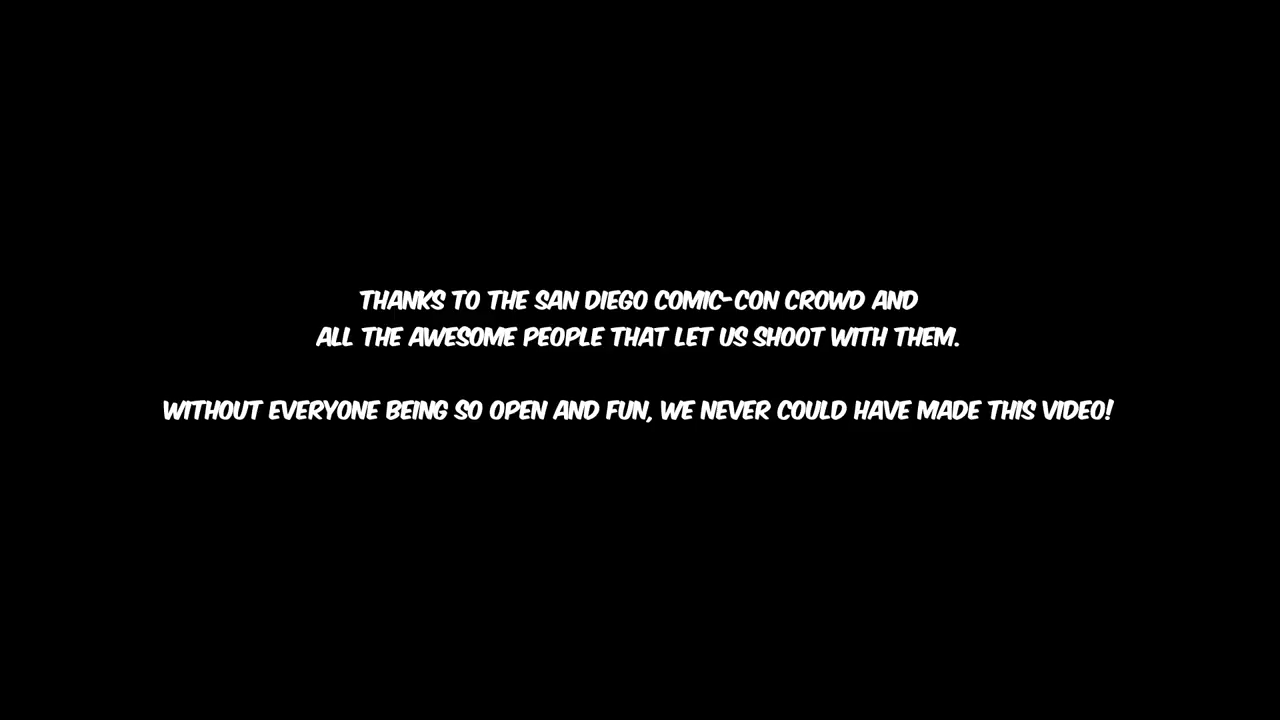 THANKS TO THE SAN DIEGO COMIC-CON CROWD AND
ALL THE AWESOME PEOPLE THAT LET US SHOOT WITH THEM.
WITHOUT EVERYONE BEING SO OPEN AND FUN, WE NEVER COULD HAVE MADE THIS VIDEO!